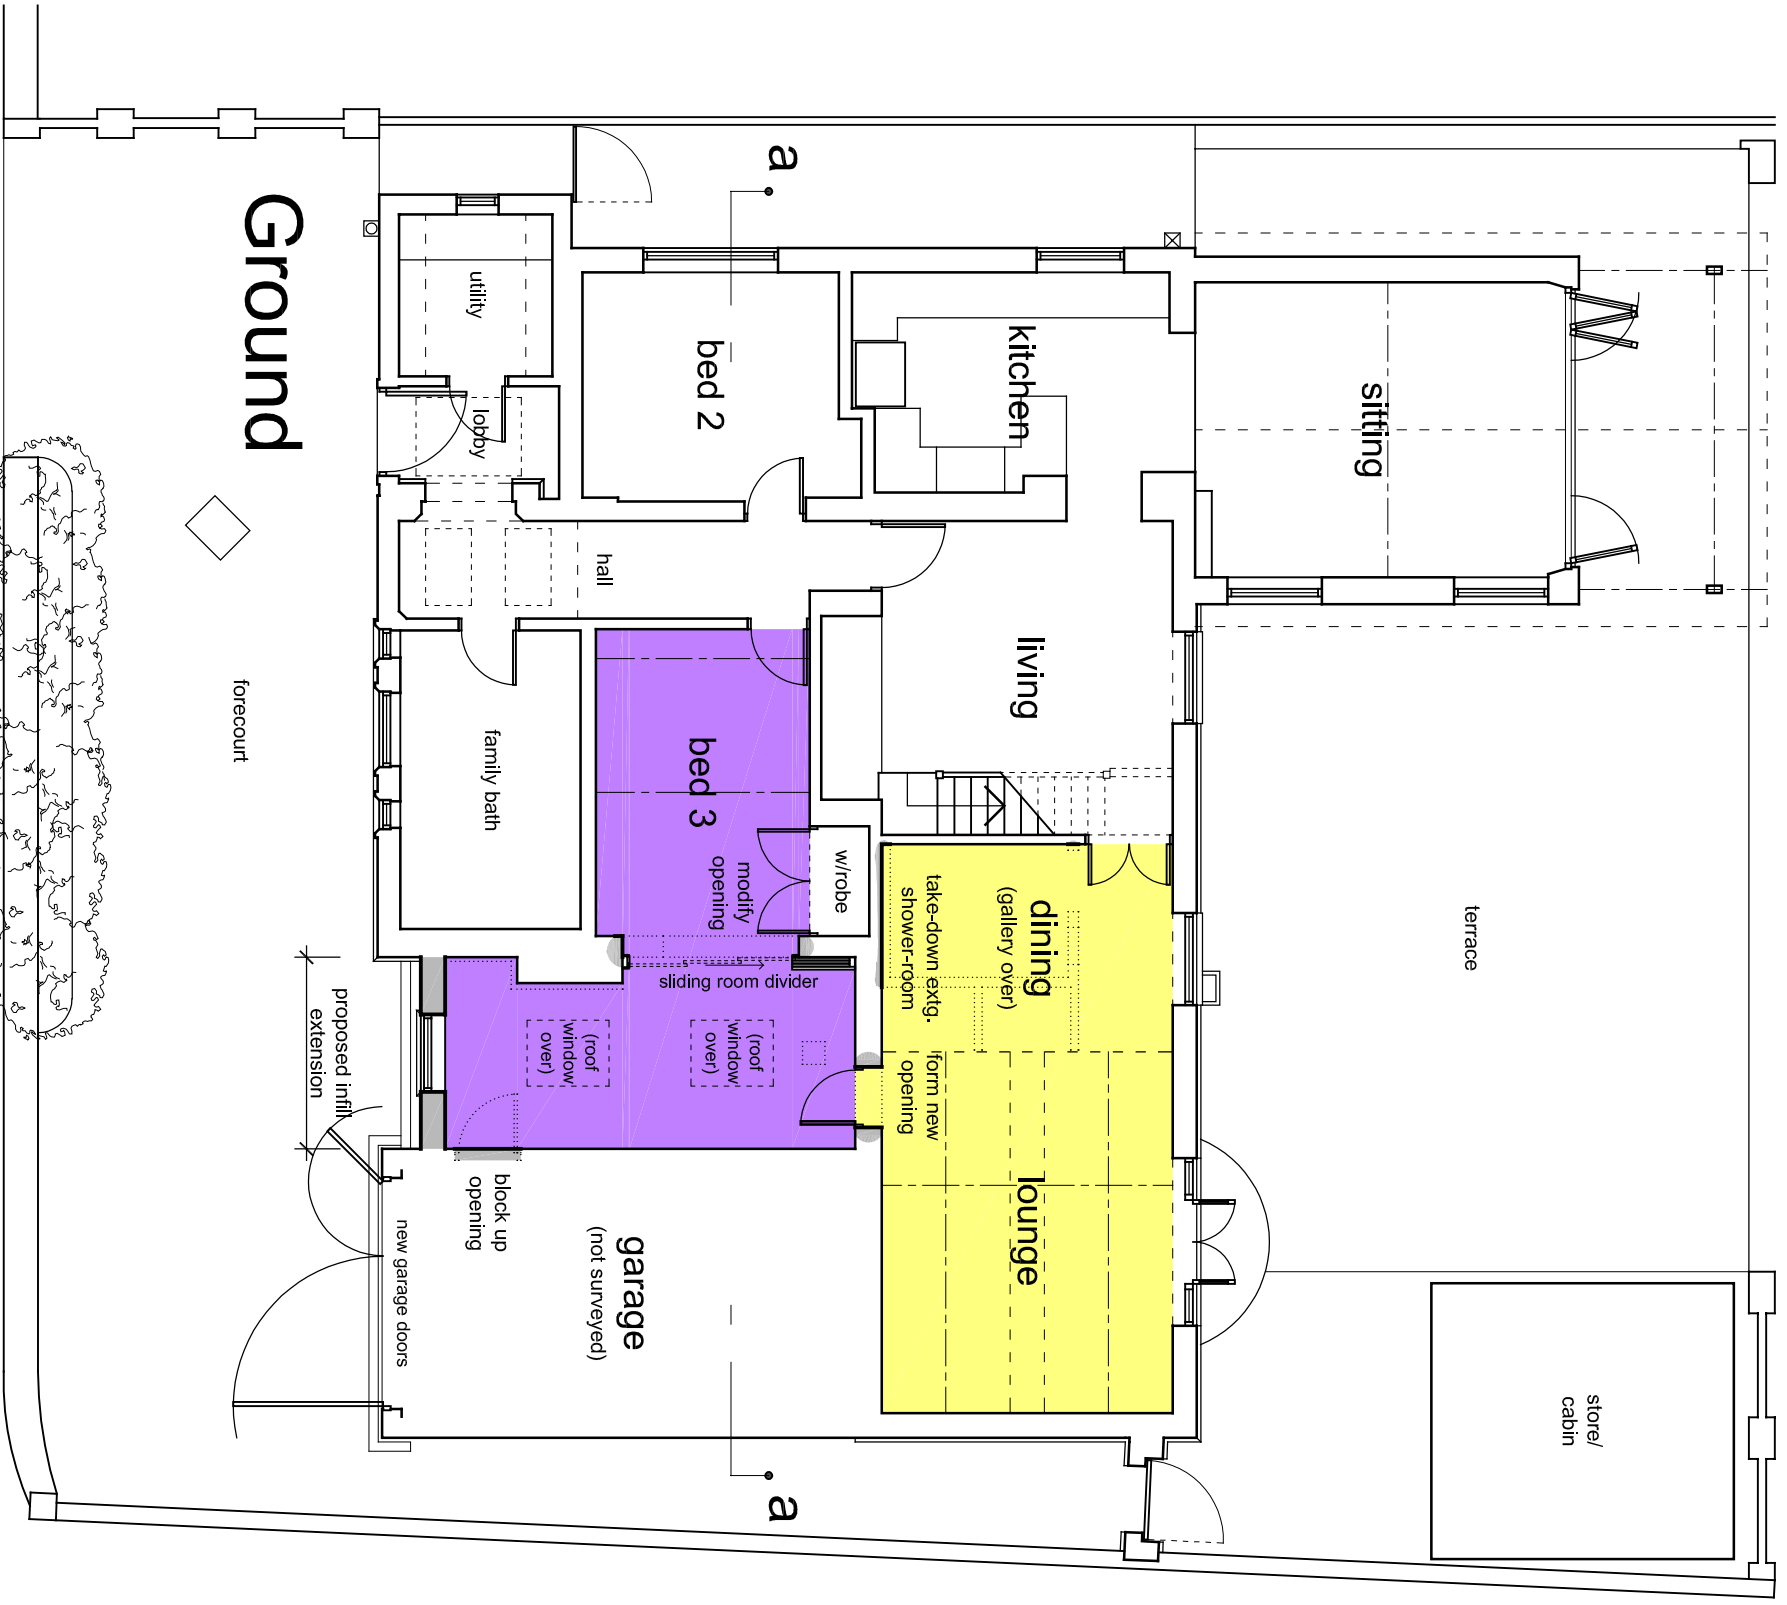 Ground
a
utility
lobby
hall
bed 2
kitchen
sitting
living
bed 3
family bath
forecourt
modify
opening
w/robe
dining
(gallery over)
take-down extg.
shower-room
terrace
sliding room divider
proposed infill
extension
(roof
window
over)
(roof
window
over)
form new
opening
lounge
block up
opening
garage
(not surveyed)
new garage doors
store/
cabin
a